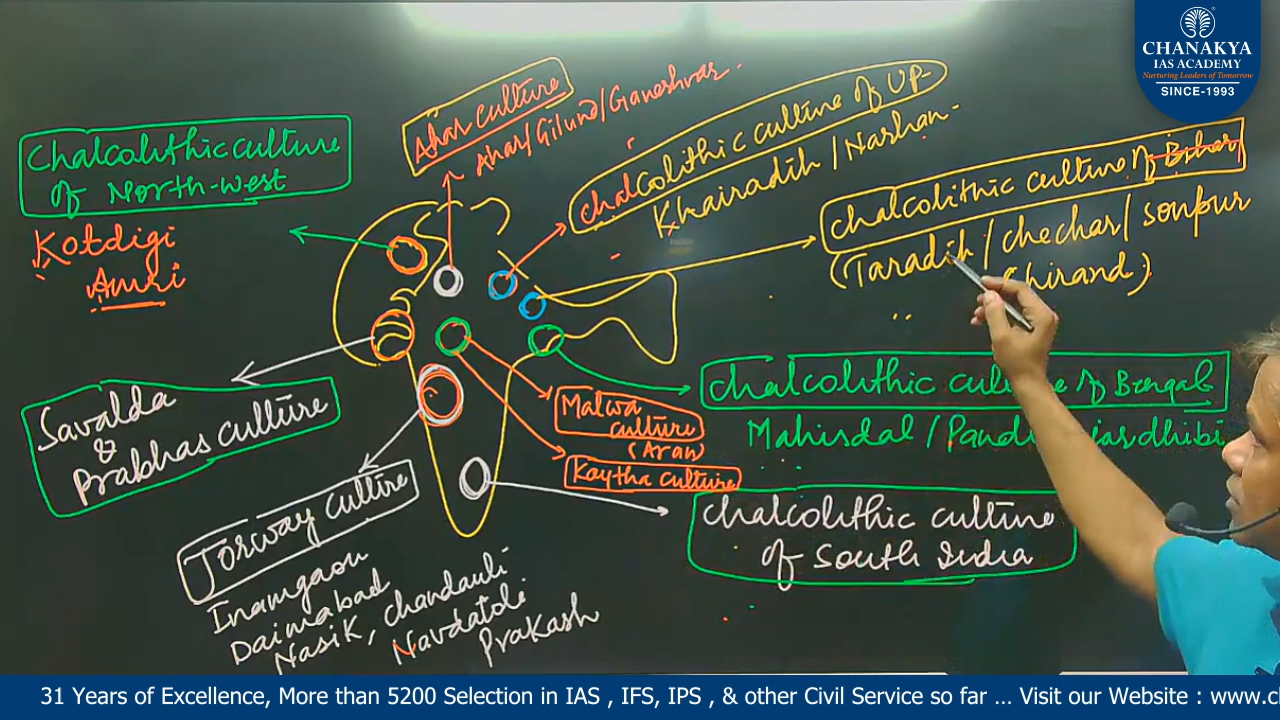 CHANAKYA
IAS ACADEMY
Nurturing Leaders of Tomorrow
SINCE-1993
Ahar culture
Ahar/Gilund/Ganeshvar
Chalcolithic culture
of North-west
Kotdigi
Amri
chalcolithic culture of UP
Khairadih / Narhan
chalcolithic culture of Bihar
(Taradih / chechar / sonpur
Chirand)
Savalda
&
Prabhas culture
Malwa
culture
(Aran)
Kaytha culture
chalcolithic culture of Bengal
Mahisdal / Pandu
Jorway culture
Inamgaon
Daimabad
Nasik, Chandauli
Navdatoli
Prakash
chalcolithic culture
of South India
31 Years of Excellence, More than 5200 Selection in IAS , IFS, IPS , & other Civil Service so far ... Visit our Website : www.c